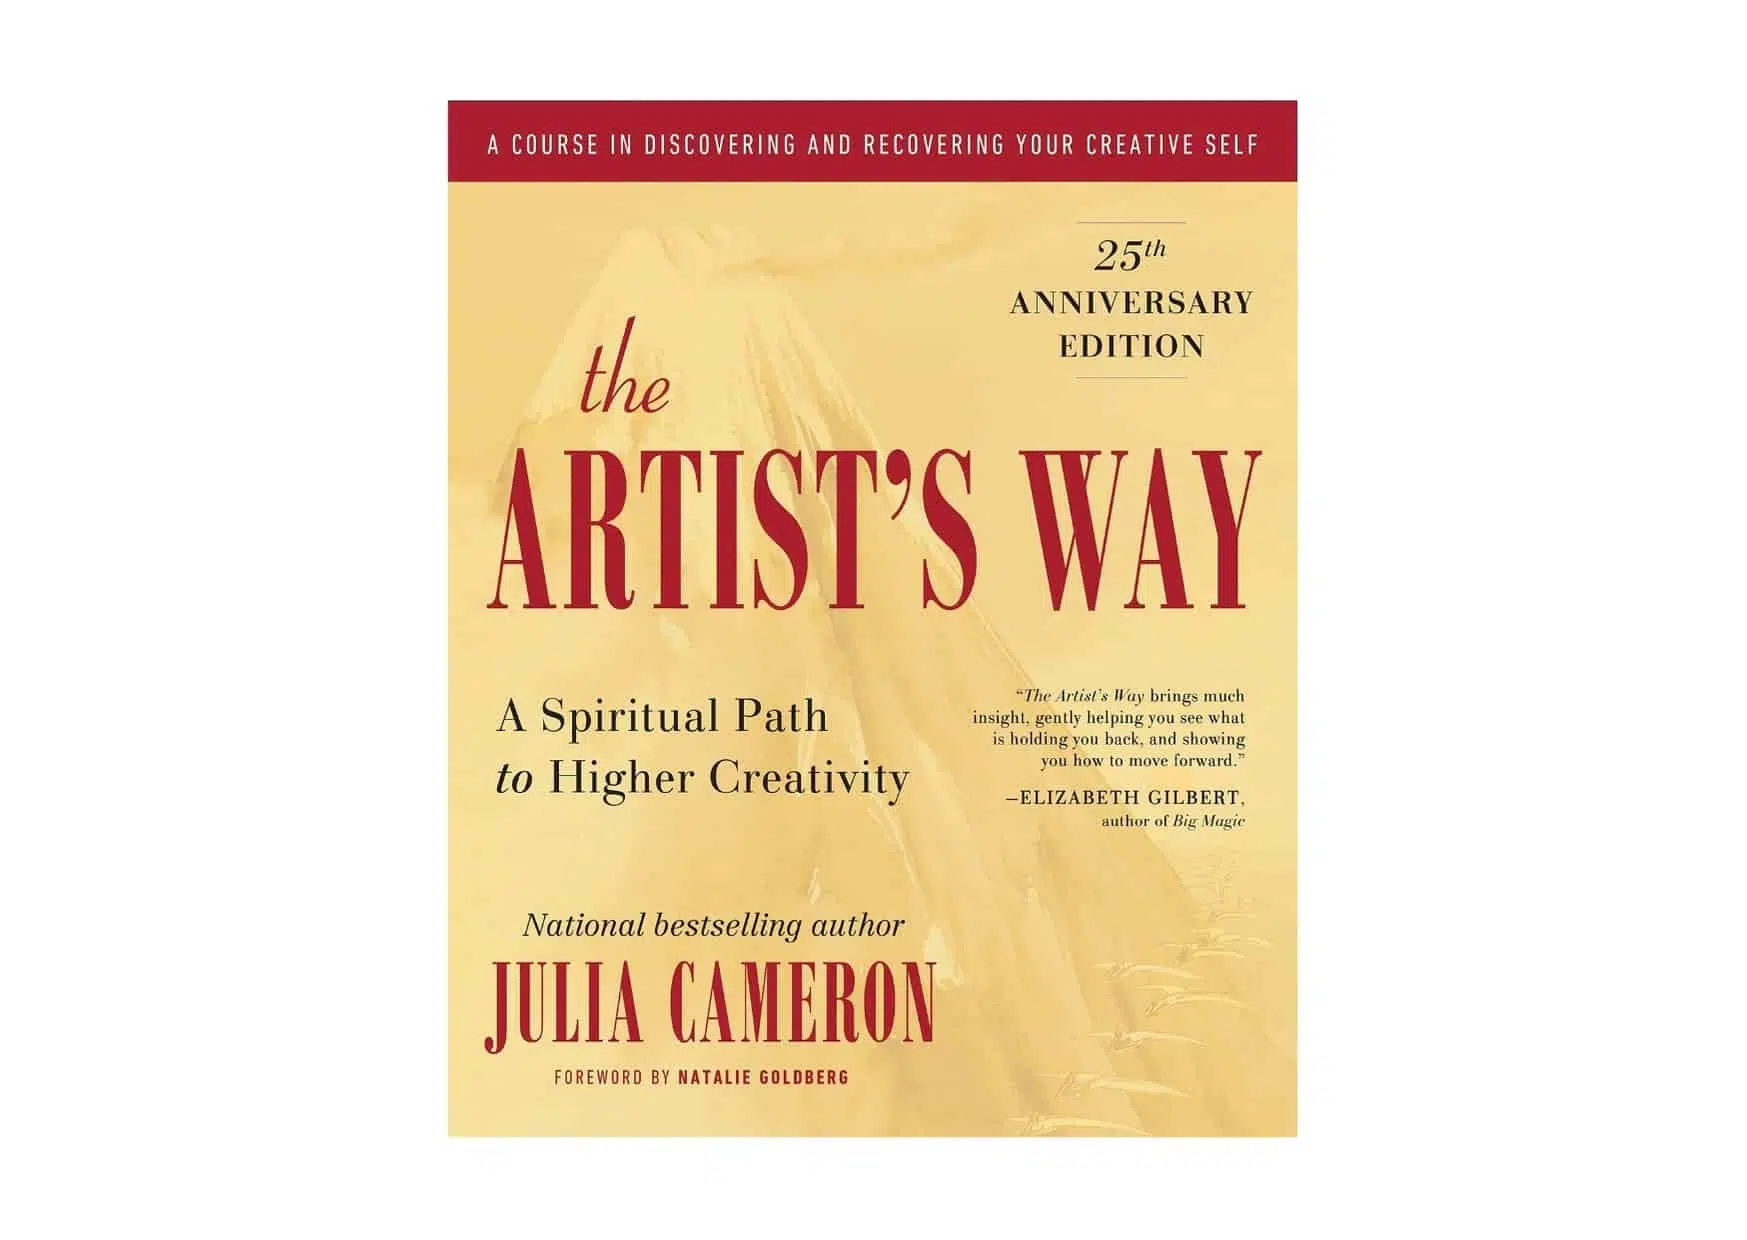 A COURSE IN DISCOVERING AND RECOVERING YOUR CREATIVE SELF
25th
ANNIVERSARY
EDITION
the
ARTIST'S WAY
A Spiritual Path
to Higher Creativity
“The Artist's Way brings much
insight, gently helping you see what
is holding you back, and showing
you how to move forward.”
—ELIZABETH GILBERT,
author of Big Magic
National bestselling author
JULIA CAMERON
FOREWORD BY NATALIE GOLDBERG